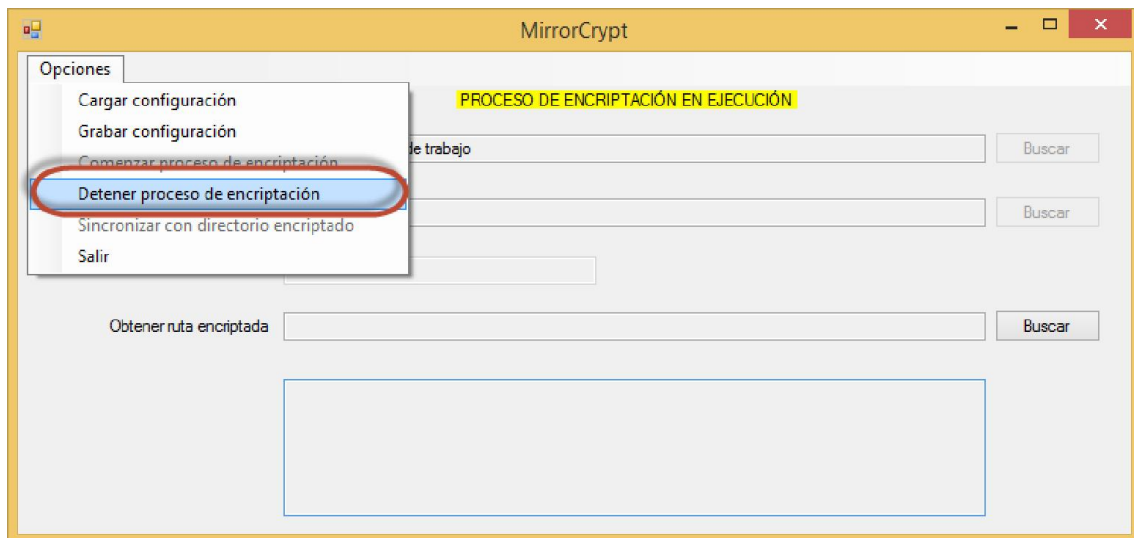 MirrorCrypt
Opciones
Cargar configuración
PROCESO DE ENCRIPTACIÓN EN EJECUCIÓN
Grabar configuración
Comenzar proceso de encriptación
de trabajo
Buscar
Detener proceso de encriptación
Buscar
Sincronizar con directorio encriptado
Salir
Obtener ruta encriptada
Buscar